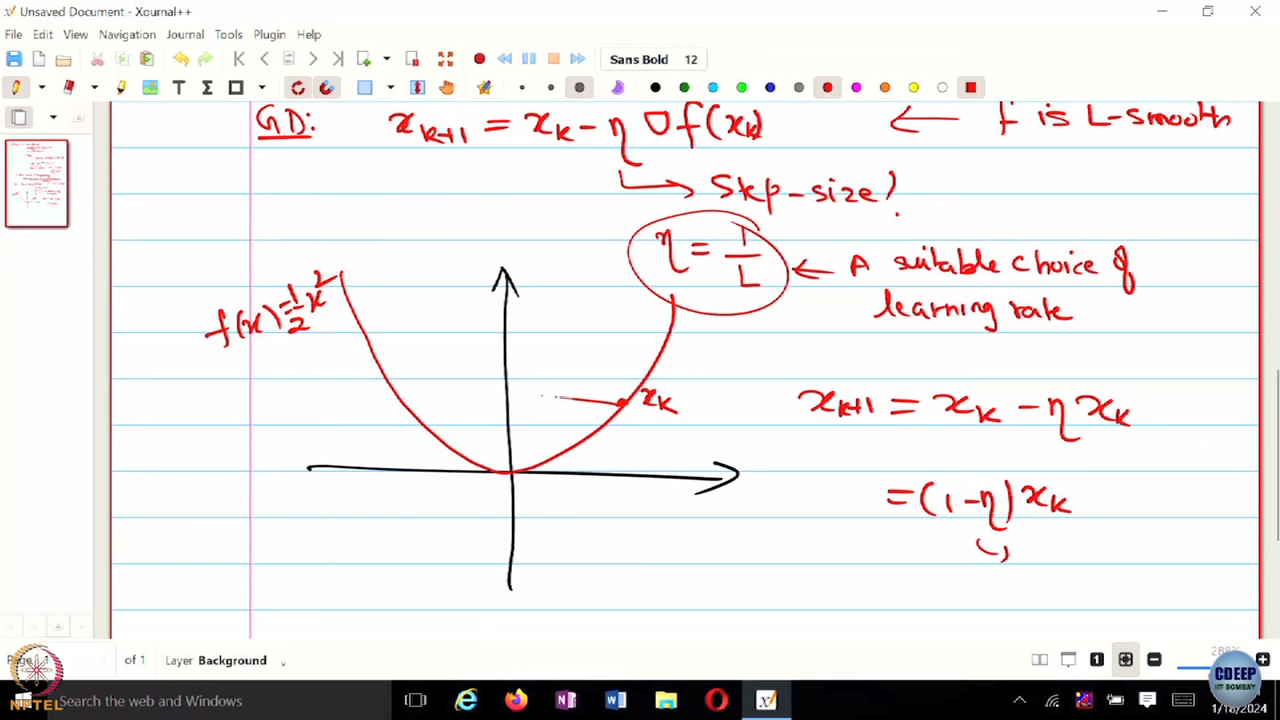 Unsaved Document - Xournal++
File Edit View Navigation Journal Tools Plugin Help
Sans Bold 12
GD: x_{k+1} = x_k - η ∇f(x_k) ← f is L-smooth
↳ Step-size?
η = 1/L ← A suitable choice of
learning rate
f(x) = 1/2 x^2
x_k
x_{k+1} = x_k - η x_k
= (1-η) x_k
Page 1 of 1 Layer Background 288%
NPTEL
Search the web and Windows
CDEEP
IIT BOMBAY
1/18/2024